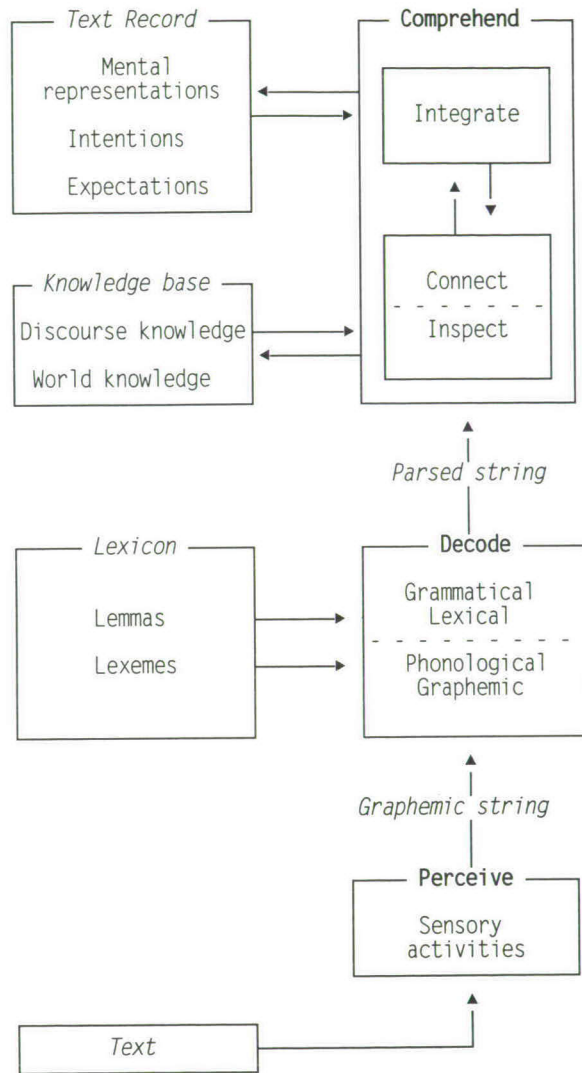 Text Record
Mental
representations
Intentions
Expectations
Comprehend
Integrate
Connect
Inspect
Knowledge base
Discourse knowledge
World knowledge
Parsed string
Lexicon
Lemmas
Lexemes
Decode
Grammatical
Lexical
Phonological
Graphemic
Graphemic string
Perceive
Sensory
activities
Text